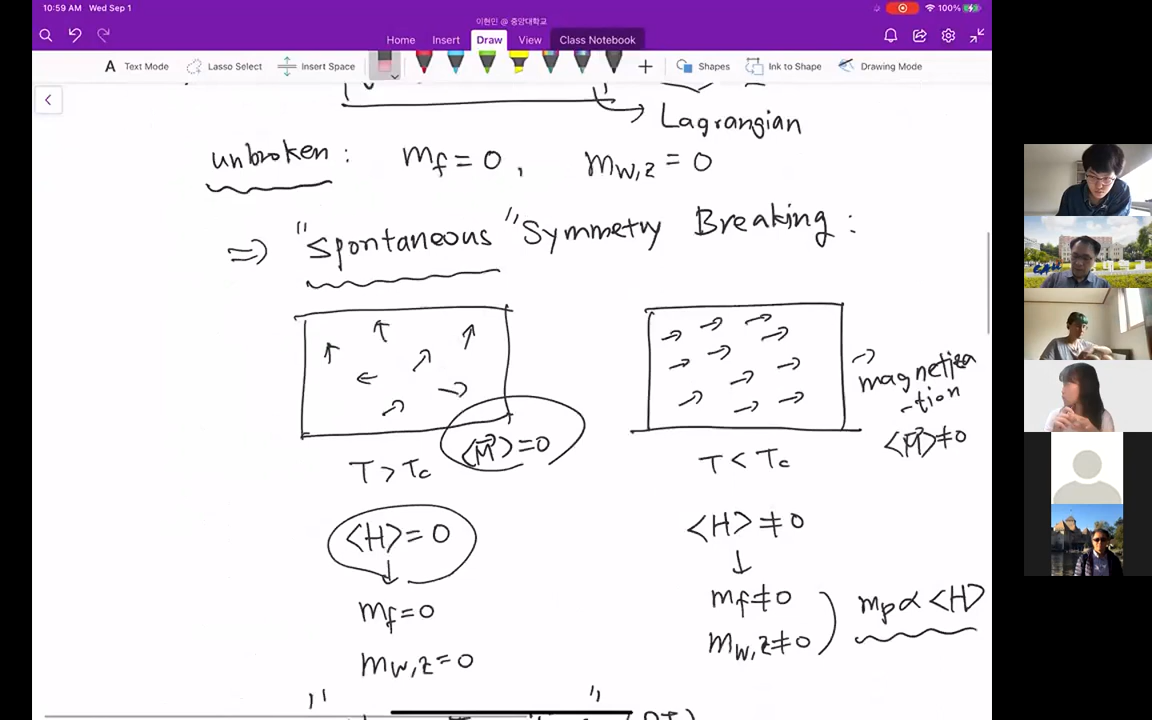 10:59 AM Wed Sep 1
100%
이현민 @ 중앙대학교
Home Insert Draw View Class Notebook
Text Mode Lasso Select Insert Space Shapes Ink to Shape Drawing Mode
Lagrangian
unbroken : mf = 0 , mw,z = 0
⇒ "Spontaneous" Symmetry Breaking :
magnetiza
-tion
<M⃗> = 0
<M⃗> ≠ 0
T > Tc
T < Tc
<H> = 0
<H> ≠ 0
↓
↓
mf = 0
mf ≠ 0
mp ∝ <H>
mw,z = 0
mw,z ≠ 0